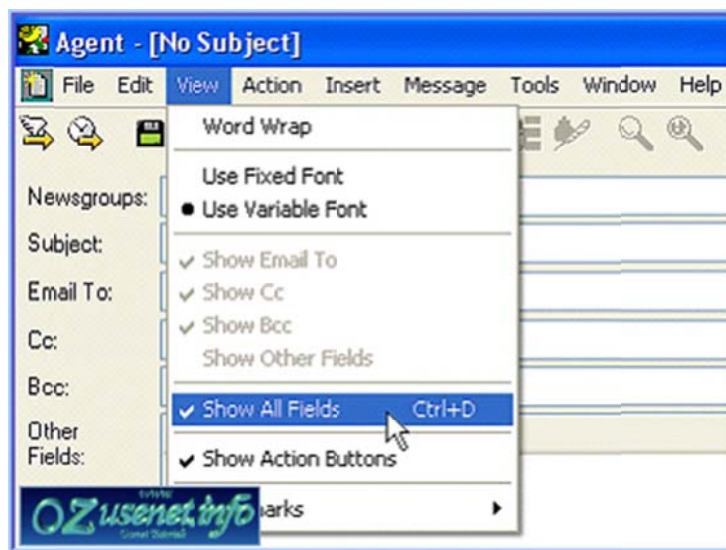 Agent - [No Subject]
File Edit View Action Insert Message Tools Window Help
Word Wrap
Use Fixed Font
Use Variable Font
Show Email To
Show Cc
Show Bcc
Show Other Fields
Show All Fields Ctrl+D
Show Action Buttons
arks
Newsgroups:
Subject:
Email To:
Cc:
Bcc:
Other
Fields:
OZusenet.info